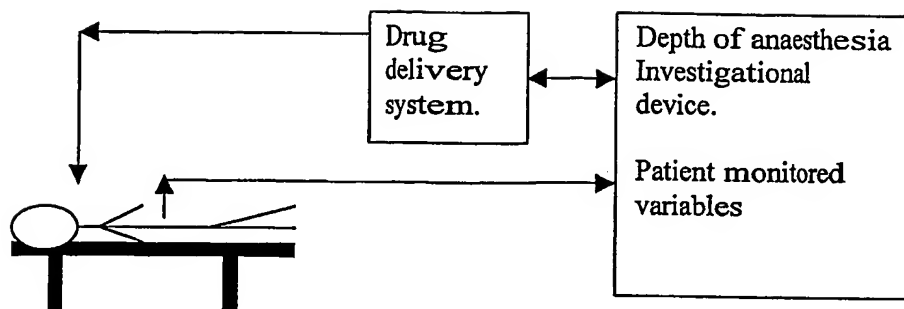 Drug
delivery
system.
Depth of anaesthesia
Investigational
device.
Patient monitored
variables